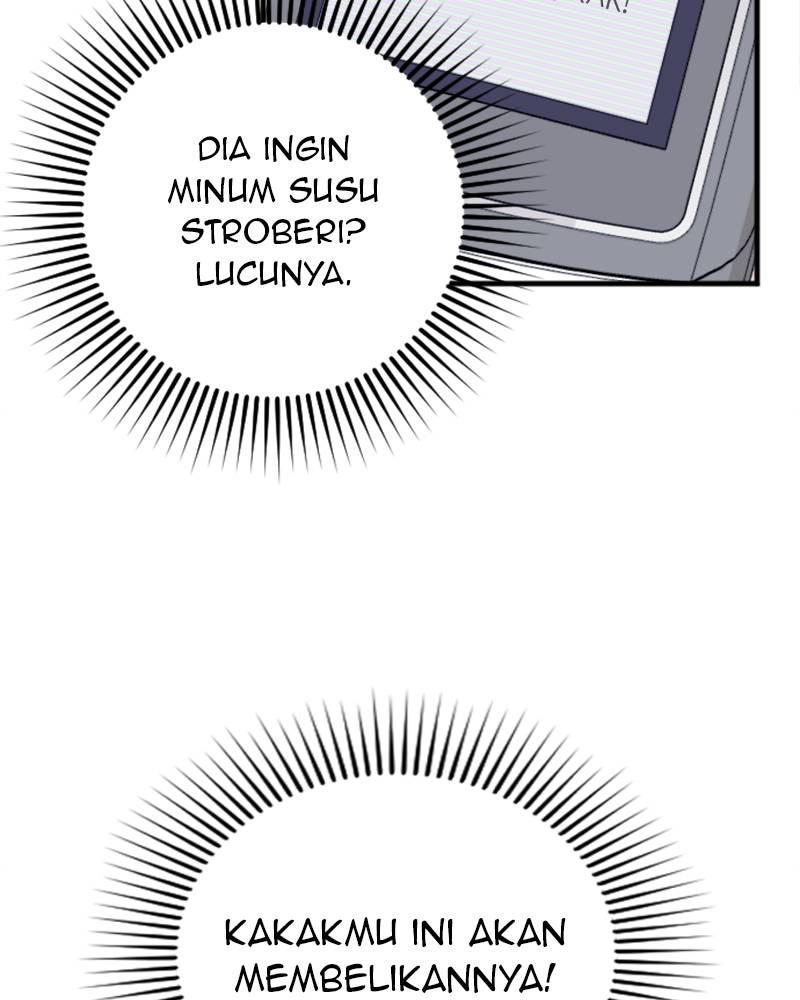 DIA INGIN
MINUM SUSU
STROBERI?
LUCUNYA.
KAKAKMU INI AKAN
MEMBELIKANNYA!